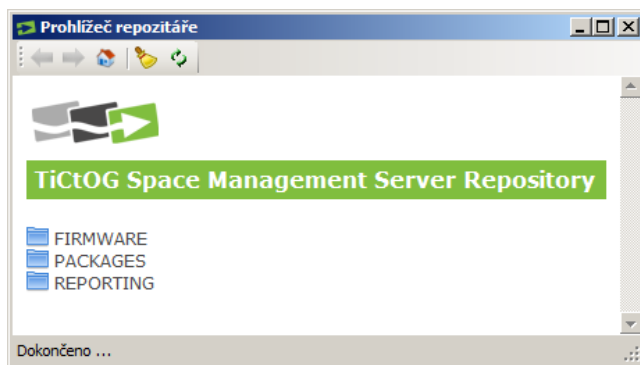 Prohlížeč repozitáře
TiCtOG Space Management Server Repository
FIRMWARE
PACKAGES
REPORTING
Dokončeno ...